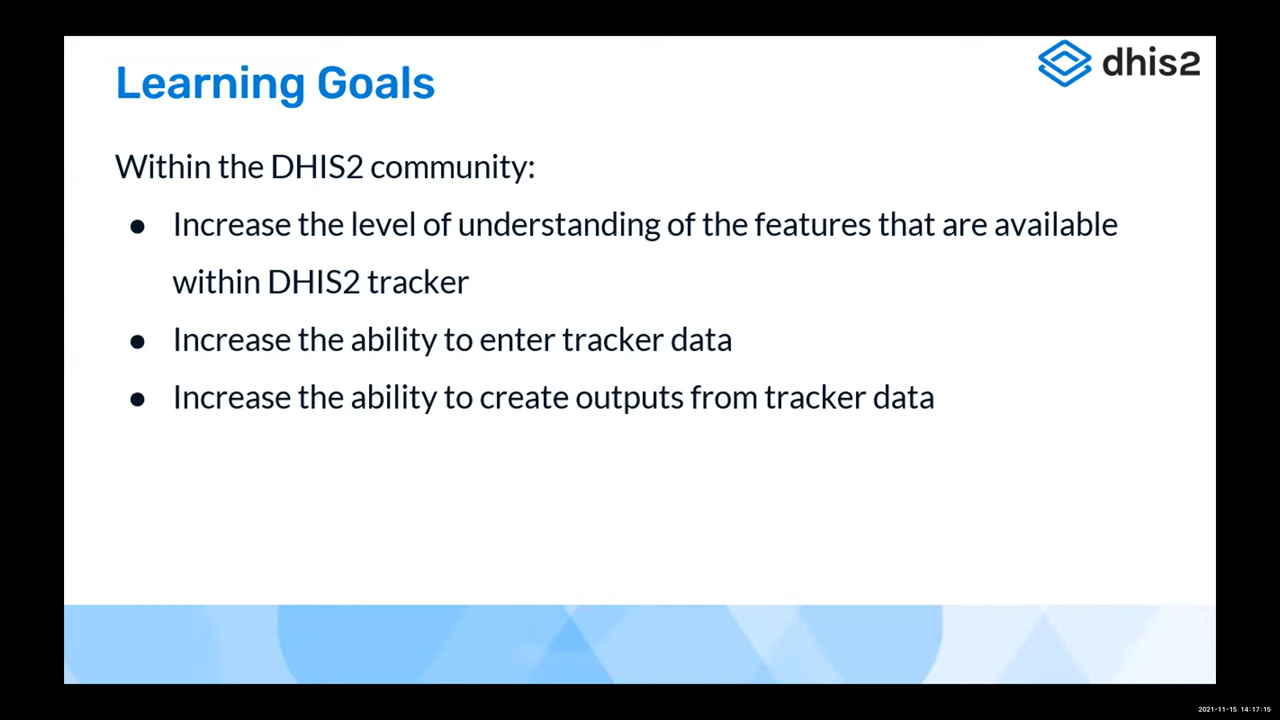 dhis2
Learning Goals
Within the DHIS2 community:
● Increase the level of understanding of the features that are available
within DHIS2 tracker
● Increase the ability to enter tracker data
● Increase the ability to create outputs from tracker data
2021-11-15 14:17:15